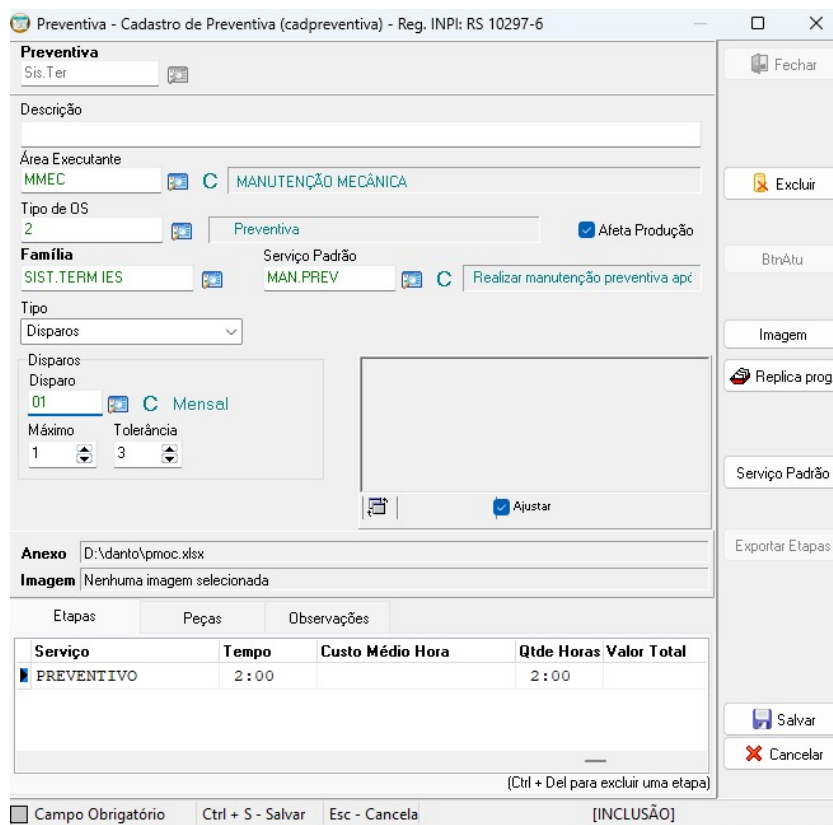 Preventiva - Cadastro de Preventiva (cadpreventiva) - Reg. INPI: RS 10297-6
Preventiva
Sis.Ter
Fechar
Descrição
Área Executante
MMEC C MANUTENÇÃO MECÂNICA
Excluir
Tipo de OS
2 Preventiva Afeta Produção
Família Serviço Padrão
BtnAtu
SIST.TERM IES MAN.PREV C Realizar manutenção preventiva apó
Tipo
Disparos
Imagem
Disparos
Disparo
Replica prog
01 C Mensal
Máximo Tolerância
1 3
Serviço Padrão
Ajustar
Anexo D:\danto\pmoc.xlsx
Exportar Etapas
Imagem Nenhuma imagem selecionada
Etapas Peças Observações
Serviço Tempo Custo Médio Hora Qtde Horas Valor Total
PREVENTIVO 2:00 2:00
Salvar
Cancelar
(Ctrl + Del para excluir uma etapa)
Campo Obrigatório Ctrl + S - Salvar Esc - Cancela [INCLUSÃO]